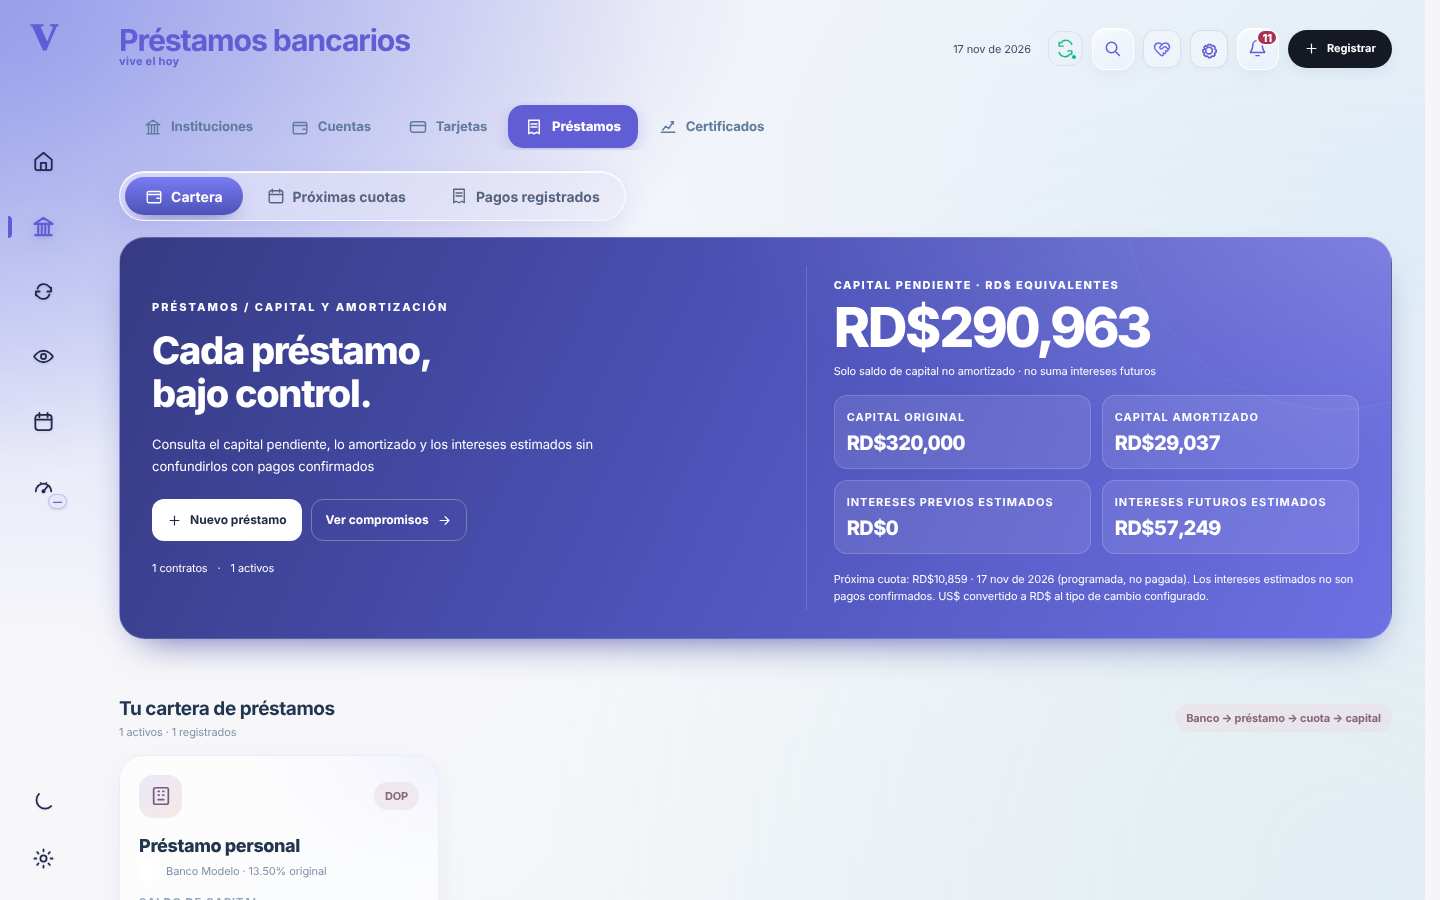 V
Préstamos bancarios
vive el hoy
17 nov de 2026
11
Registrar
Instituciones
Cuentas
Tarjetas
Préstamos
Certificados
Cartera
Próximas cuotas
Pagos registrados
PRÉSTAMOS / CAPITAL Y AMORTIZACIÓN
Cada préstamo,
bajo control.
Consulta el capital pendiente, lo amortizado y los intereses estimados sin
confundirlos con pagos confirmados
Nuevo préstamo
Ver compromisos →
1 contratos · 1 activos
CAPITAL PENDIENTE · RD$ EQUIVALENTES
RD$290,963
Solo saldo de capital no amortizado · no suma intereses futuros
CAPITAL ORIGINAL
RD$320,000
CAPITAL AMORTIZADO
RD$29,037
INTERESES PREVIOS ESTIMADOS
RD$0
INTERESES FUTUROS ESTIMADOS
RD$57,249
Próxima cuota: RD$10,859 · 17 nov de 2026 (programada, no pagada). Los intereses estimados no son
pagos confirmados. US$ convertido a RD$ al tipo de cambio configurado.
Tu cartera de préstamos
1 activos · 1 registrados
Banco → préstamo → cuota → capital
DOP
Préstamo personal
Banco Modelo · 13.50% original
SALDO DE CAPITAL